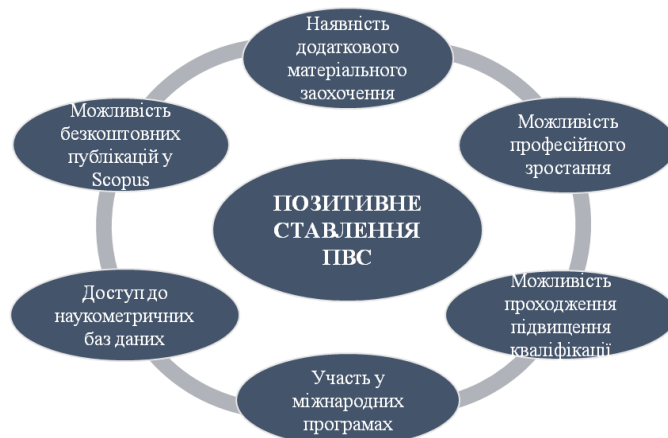 Наявність
додаткового
матеріального
заохочення
Можливість
професійного
зростання
Можливість
проходження
підвищення
кваліфікації
Участь у
міжнародних
програмах
Доступ до
наукометричних
баз даних
Можливість
безкоштовних
публікацій у
Scopus
ПОЗИТИВНЕ
СТАВЛЕННЯ
ПВС